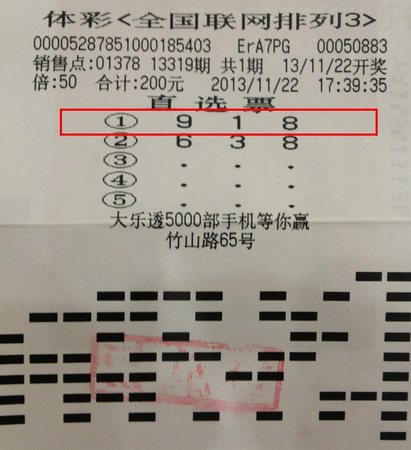 体彩<全国联网排列3>
00005287851000185403 ErA7PG 00050883
销售点:01378 13319期 共1期 13/11/22开奖
倍:50 合计:200元 2013/11/22 17:39:35
直选票
① 9 1 8
② 6 3 8
③ . . .
④ . . .
⑤ . . .
大乐透5000部手机等你赢
竹山路65号